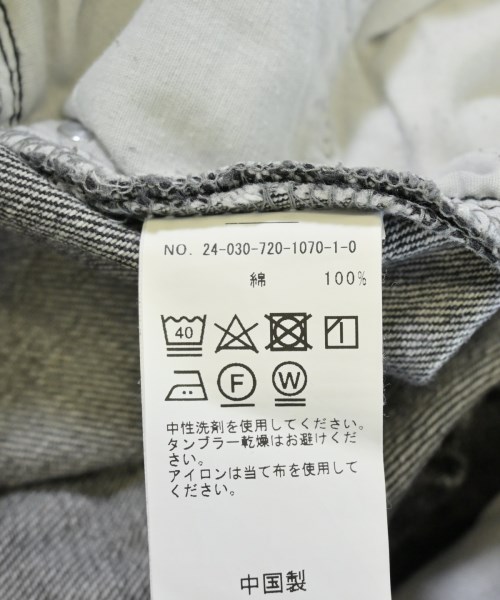 NO. 24-030-720-1070-1-0
綿 100%
40
F W
中性洗剤を使用してください。
タンブラー乾燥はお避けくだ
さい。
アイロンは当て布を使用して
ください。
中国製